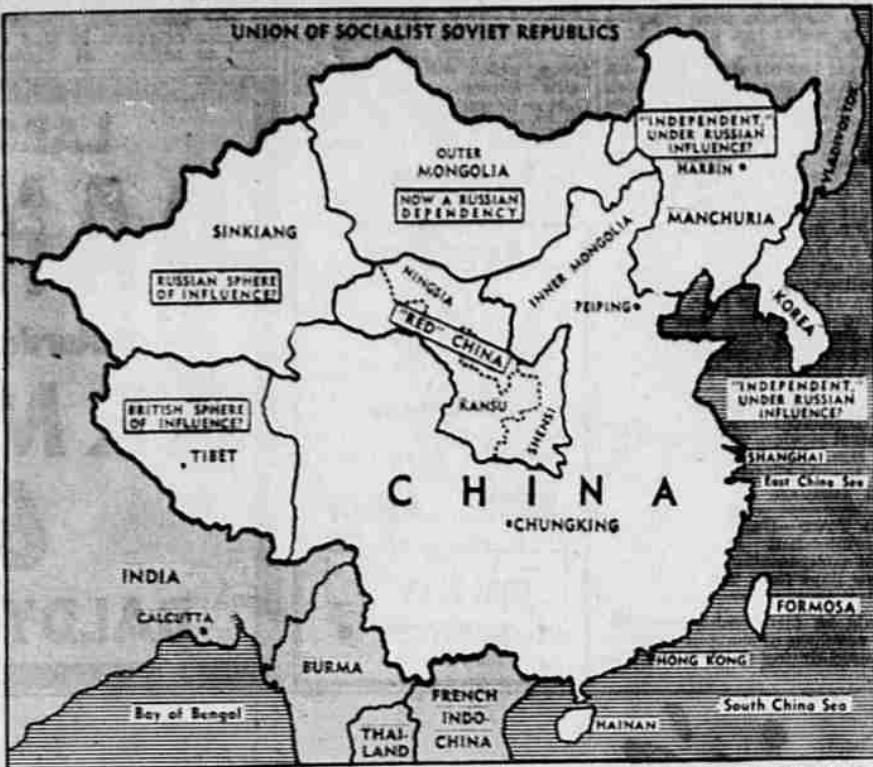 UNION OF SOCIALIST SOVIET REPUBLICS
"INDEPENDENT,"
UNDER RUSSIAN
INFLUENCE?
VLADIVOSTOK
OUTER
MONGOLIA
HARBIN
NOW A RUSSIAN
DEPENDENCY
MANCHURIA
SINKIANG
INNER MONGOLIA
NINGSIA
RUSSIAN SPHERE
OF INFLUENCE?
PEIPING
KOREA
"RED" CHINA
"INDEPENDENT,"
UNDER RUSSIAN
INFLUENCE?
BRITISH SPHERE
OF INFLUENCE?
KANSU
SHENSI
TIBET
SHANGHAI
East China Sea
CHINA
CHUNGKING
INDIA
FORMOSA
CALCUTTA
BURMA
HONG KONG
FRENCH
INDO-
CHINA
Bay of Bengal
South China Sea
HAINAN
THAI-
LAND